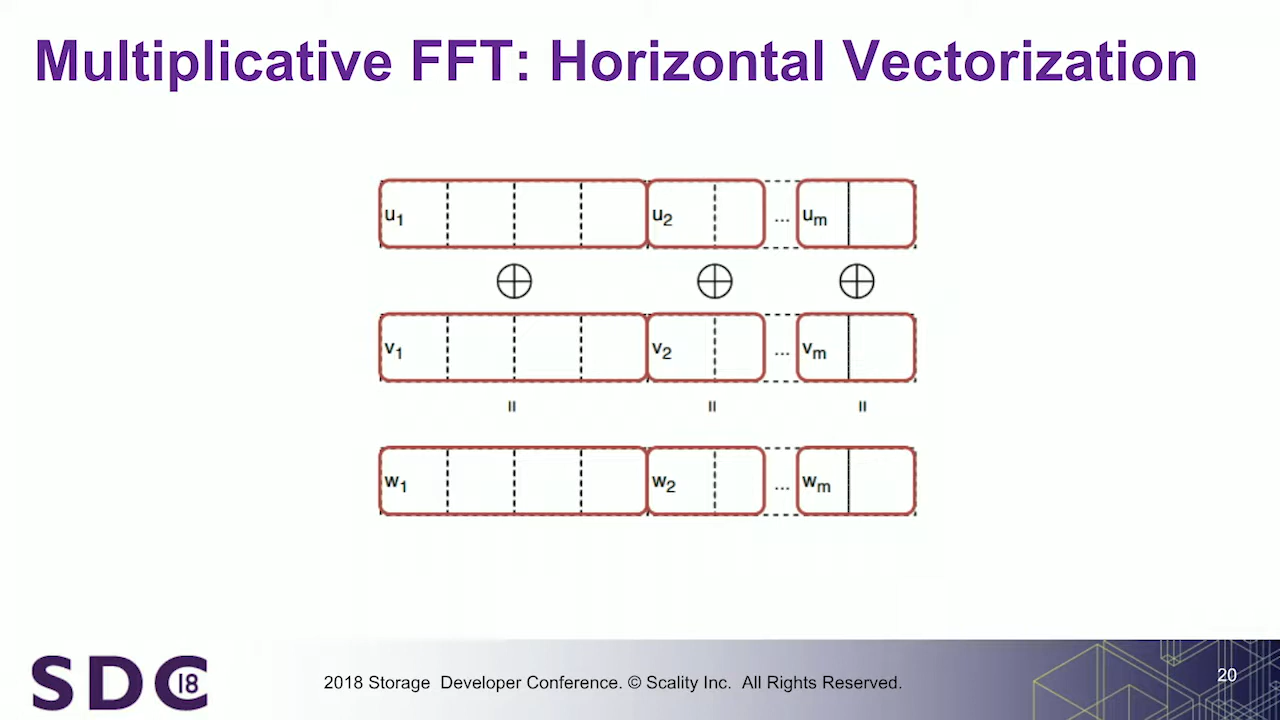 Multiplicative FFT: Horizontal Vectorization
u1 u2 ... um
⊕ ⊕ ⊕
v1 v2 ... vm
= = =
w1 w2 ... wm
SDC 18
2018 Storage Developer Conference. © Scality Inc. All Rights Reserved.
20